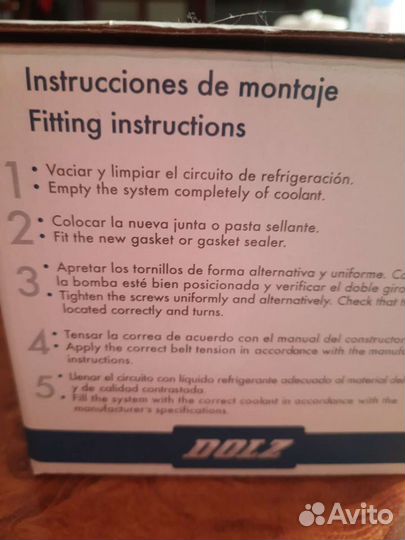 Instrucciones de montaje
Fitting instructions
1 • Vaciar y limpiar el circuito de refrigeración.
• Empty the system completely of coolant.
2 • Colocar la nueva junta o pasta sellante.
• Fit the new gasket or gasket sealer.
3 • Apretar los tornillos de forma alternativa y uniforme.
la bomba esté bien posicionada y verificar el doble
• Tighten the screws uniformly and alternatively. Check that
located correctly and turns.
4 • Tensar la correa de acuerdo con el manual del
• Apply the correct belt tension in accordance with the
instructions.
5 • Llenar el circuito con líquido refrigerante adecuado al material
y de calidad contrastada.
• Fill the system with the correct coolant in accordance with the
manufacturer's specifications.
DOLZ
Avito